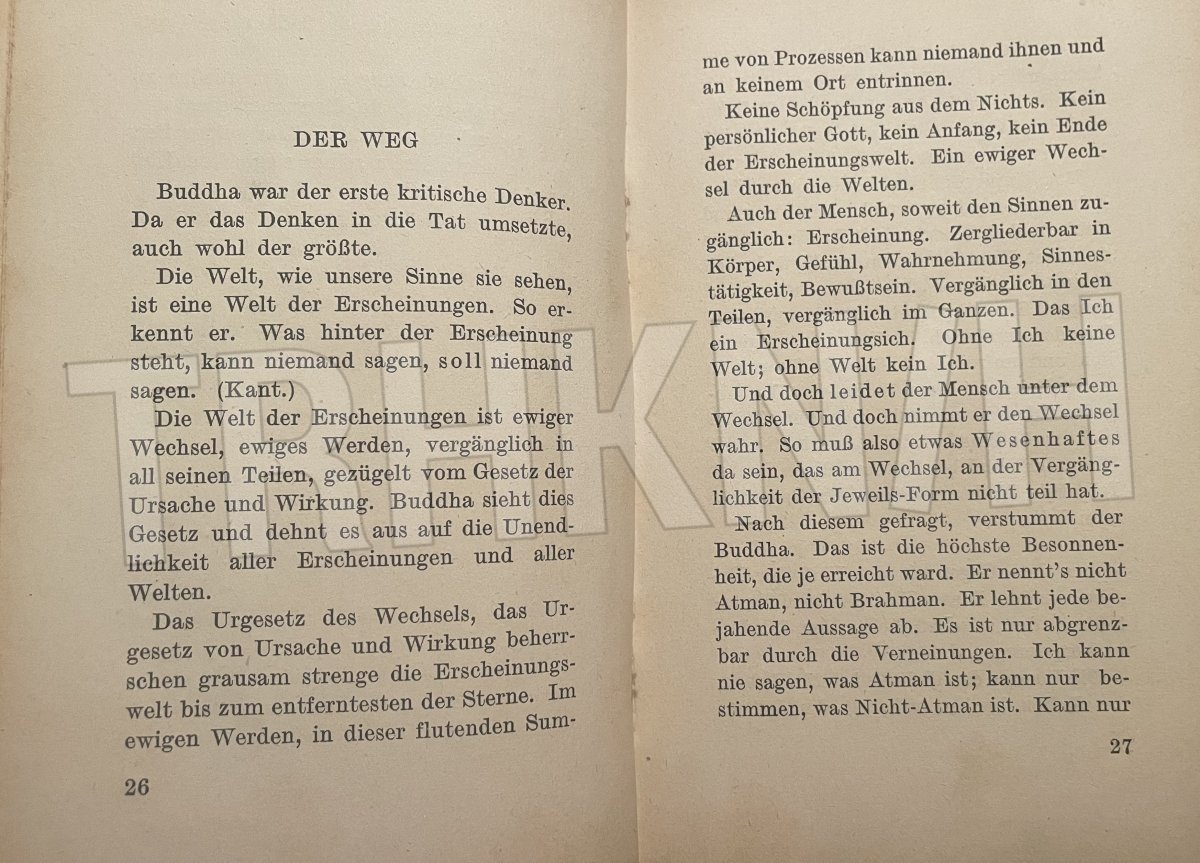 DER WEG
Buddha war der erste kritische Denker.
Da er das Denken in die Tat umsetzte,
auch wohl der größte.
Die Welt, wie unsere Sinne sie sehen,
ist eine Welt der Erscheinungen. So er-
kennt er. Was hinter der Erscheinung
steht, kann niemand sagen, soll niemand
sagen. (Kant.)
Die Welt der Erscheinungen ist ewiger
Wechsel, ewiges Werden, vergänglich in
all seinen Teilen, gezügelt vom Gesetz der
Ursache und Wirkung. Buddha sieht dies
Gesetz und dehnt es aus auf die Unend-
lichkeit aller Erscheinungen und aller
Welten.
Das Urgesetz des Wechsels, das Ur-
gesetz von Ursache und Wirkung beherr-
schen grausam strenge die Erscheinungs-
welt bis zum entferntesten der Sterne. Im
ewigen Werden, in dieser flutenden Sum-
26
me von Prozessen kann niemand ihnen und
an keinem Ort entrinnen.
Keine Schöpfung aus dem Nichts. Kein
persönlicher Gott, kein Anfang, kein Ende
der Erscheinungswelt. Ein ewiger Wech-
sel durch die Welten.
Auch der Mensch, soweit den Sinnen zu-
gänglich: Erscheinung. Zergliederbar in
Körper, Gefühl, Wahrnehmung, Sinnes-
tätigkeit, Bewußtsein. Vergänglich in den
Teilen, vergänglich im Ganzen. Das Ich
ein Erscheinungsich. Ohne Ich keine
Welt; ohne Welt kein Ich.
Und doch leidet der Mensch unter dem
Wechsel. Und doch nimmt er den Wechsel
wahr. So muß also etwas Wesenhaftes
da sein, das am Wechsel, an der Vergäng-
lichkeit der Jeweils-Form nicht teil hat.
Nach diesem gefragt, verstummt der
Buddha. Das ist die höchste Besonnen-
heit, die je erreicht ward. Er nennt's nicht
Atman, nicht Brahman. Er lehnt jede be-
jahende Aussage ab. Es ist nur abgrenz-
bar durch die Verneinungen. Ich kann
nie sagen, was Atman ist; kann nur be-
stimmen, was Nicht-Atman ist. Kann nur
27